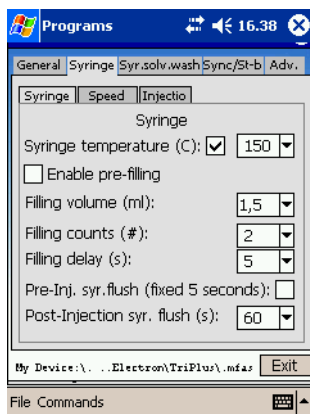 Programs 16.38
General Syringe Syr.solv.wash Sync/St-b Adv.
Syringe Speed Injectio
Syringe
Syringe temperature (C): 150
Enable pre-filling
Filling volume (ml): 1,5
Filling counts (#): 2
Filling delay (s): 5
Pre-Inj. syr.flush (fixed 5 seconds):
Post-Injection syr. flush (s): 60
My Device:\. ..Electron\TriPlus\.mfas Exit
File Commands